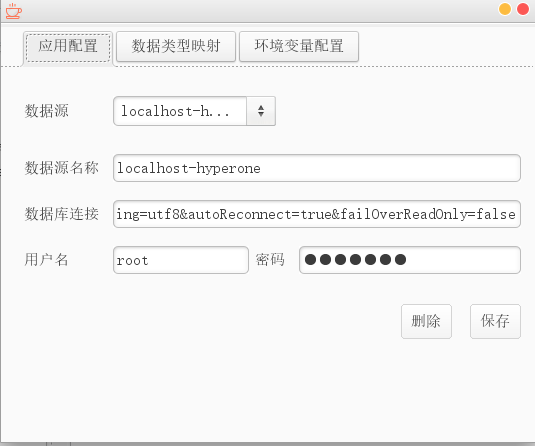 应用配置 数据类型映射 环境变量配置
数据源 localhost-h...
数据源名称 localhost-hyperone
数据库连接 ing=utf8&autoReconnect=true&failOverReadOnly=false
用户名 root 密码 ●●●●●●●
删除 保存